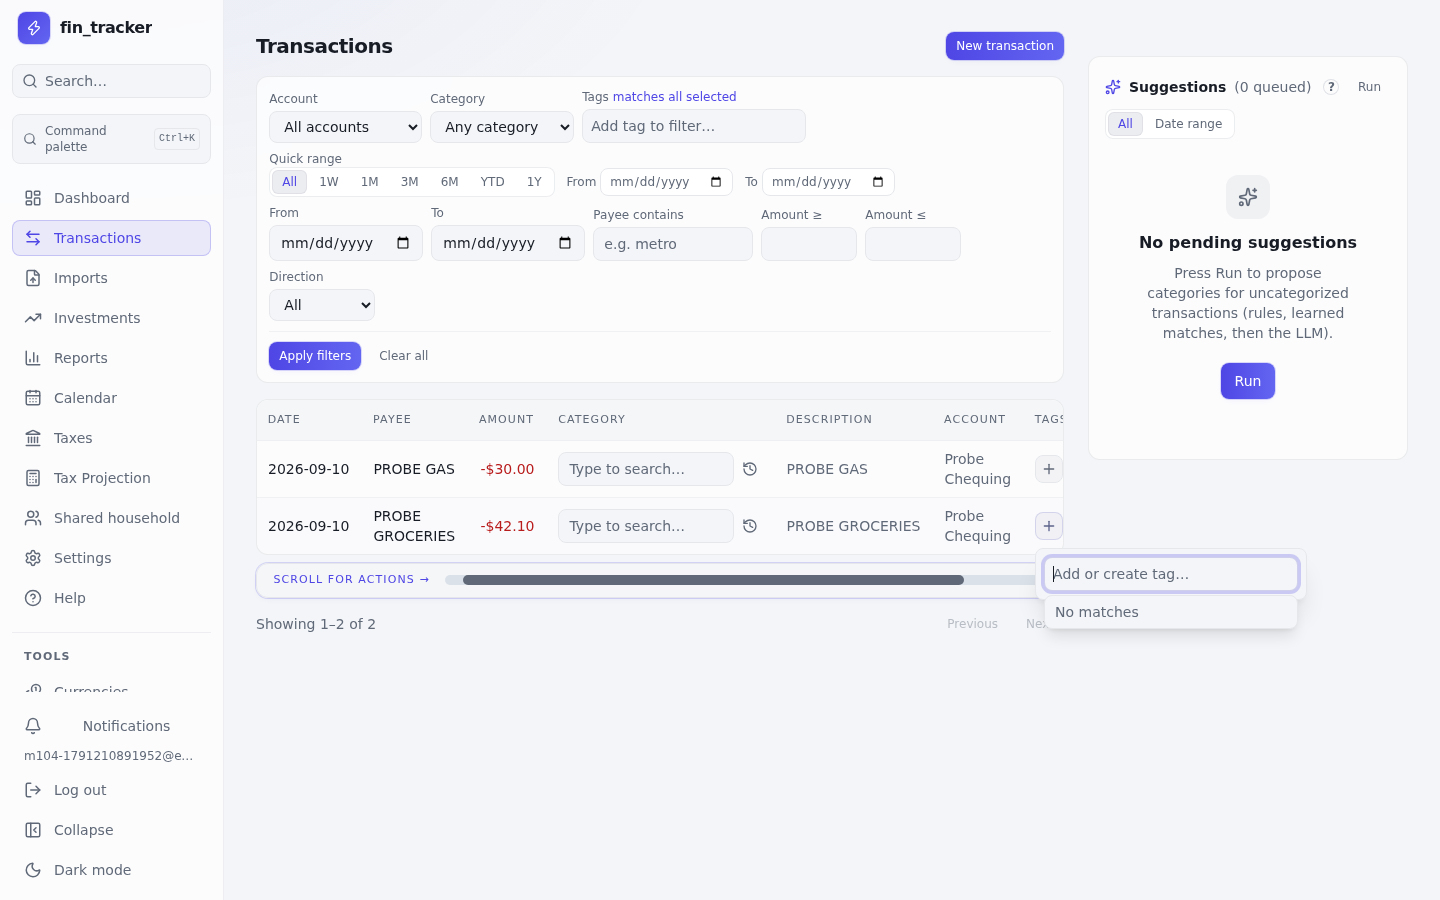 fin_tracker
Search…
Command palette
Ctrl+K
Dashboard
Transactions
Imports
Investments
Reports
Calendar
Taxes
Tax Projection
Shared household
Settings
Help
TOOLS
Currencies
Notifications
m104-1791210891952@e…
Log out
Collapse
Dark mode
Transactions
New transaction
Account
Category
Tags matches all selected
All accounts
Any category
Add tag to filter…
Quick range
All 1W 1M 3M 6M YTD 1Y
From mm/dd/yyyy
To mm/dd/yyyy
From
To
Payee contains
Amount ≥
Amount ≤
mm/dd/yyyy
mm/dd/yyyy
e.g. metro
Direction
All
Apply filters
Clear all
DATE PAYEE AMOUNT CATEGORY DESCRIPTION ACCOUNT TAGS
2026-09-10 PROBE GAS -$30.00 Type to search… PROBE GAS Probe Chequing +
2026-09-10 PROBE GROCERIES -$42.10 Type to search… PROBE GROCERIES Probe Chequing +
SCROLL FOR ACTIONS →
Add or create tag…
No matches
Showing 1–2 of 2
Previous
Suggestions (0 queued) ?
Run
All
Date range
No pending suggestions
Press Run to propose
categories for uncategorized
transactions (rules, learned
matches, then the LLM).
Run